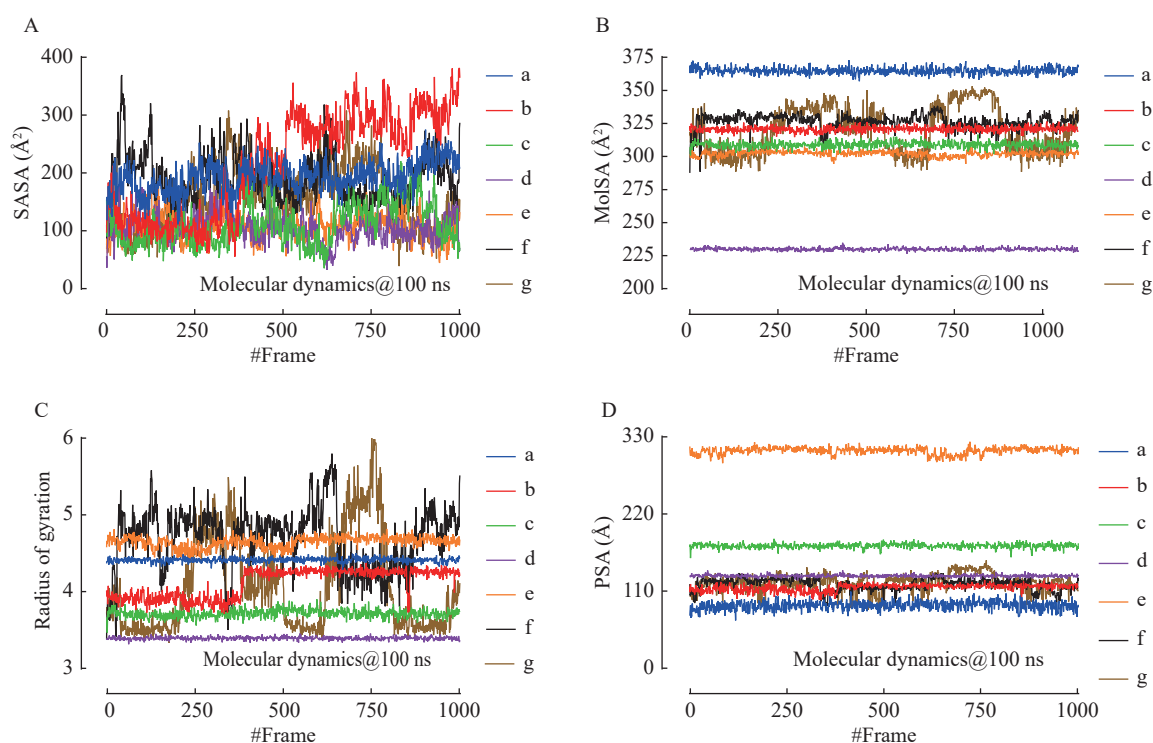 A
SASA (Å²)
400
300
200
100
0
Molecular dynamics@100 ns
0 250 500 750 1000
#Frame
a
b
c
d
e
f
g
B
MolSA (Å²)
375
350
325
300
275
250
225
200
Molecular dynamics@100 ns
0 250 500 750 1000
#Frame
a
b
c
d
e
f
g
C
Radius of gyration
6
5
4
3
Molecular dynamics@100 ns
0 250 500 750 1000
#Frame
a
b
c
d
e
f
g
D
PSA (Å)
330
220
110
0
Molecular dynamics@100 ns
0 250 500 750 1000
#Frame
a
b
c
d
e
f
g